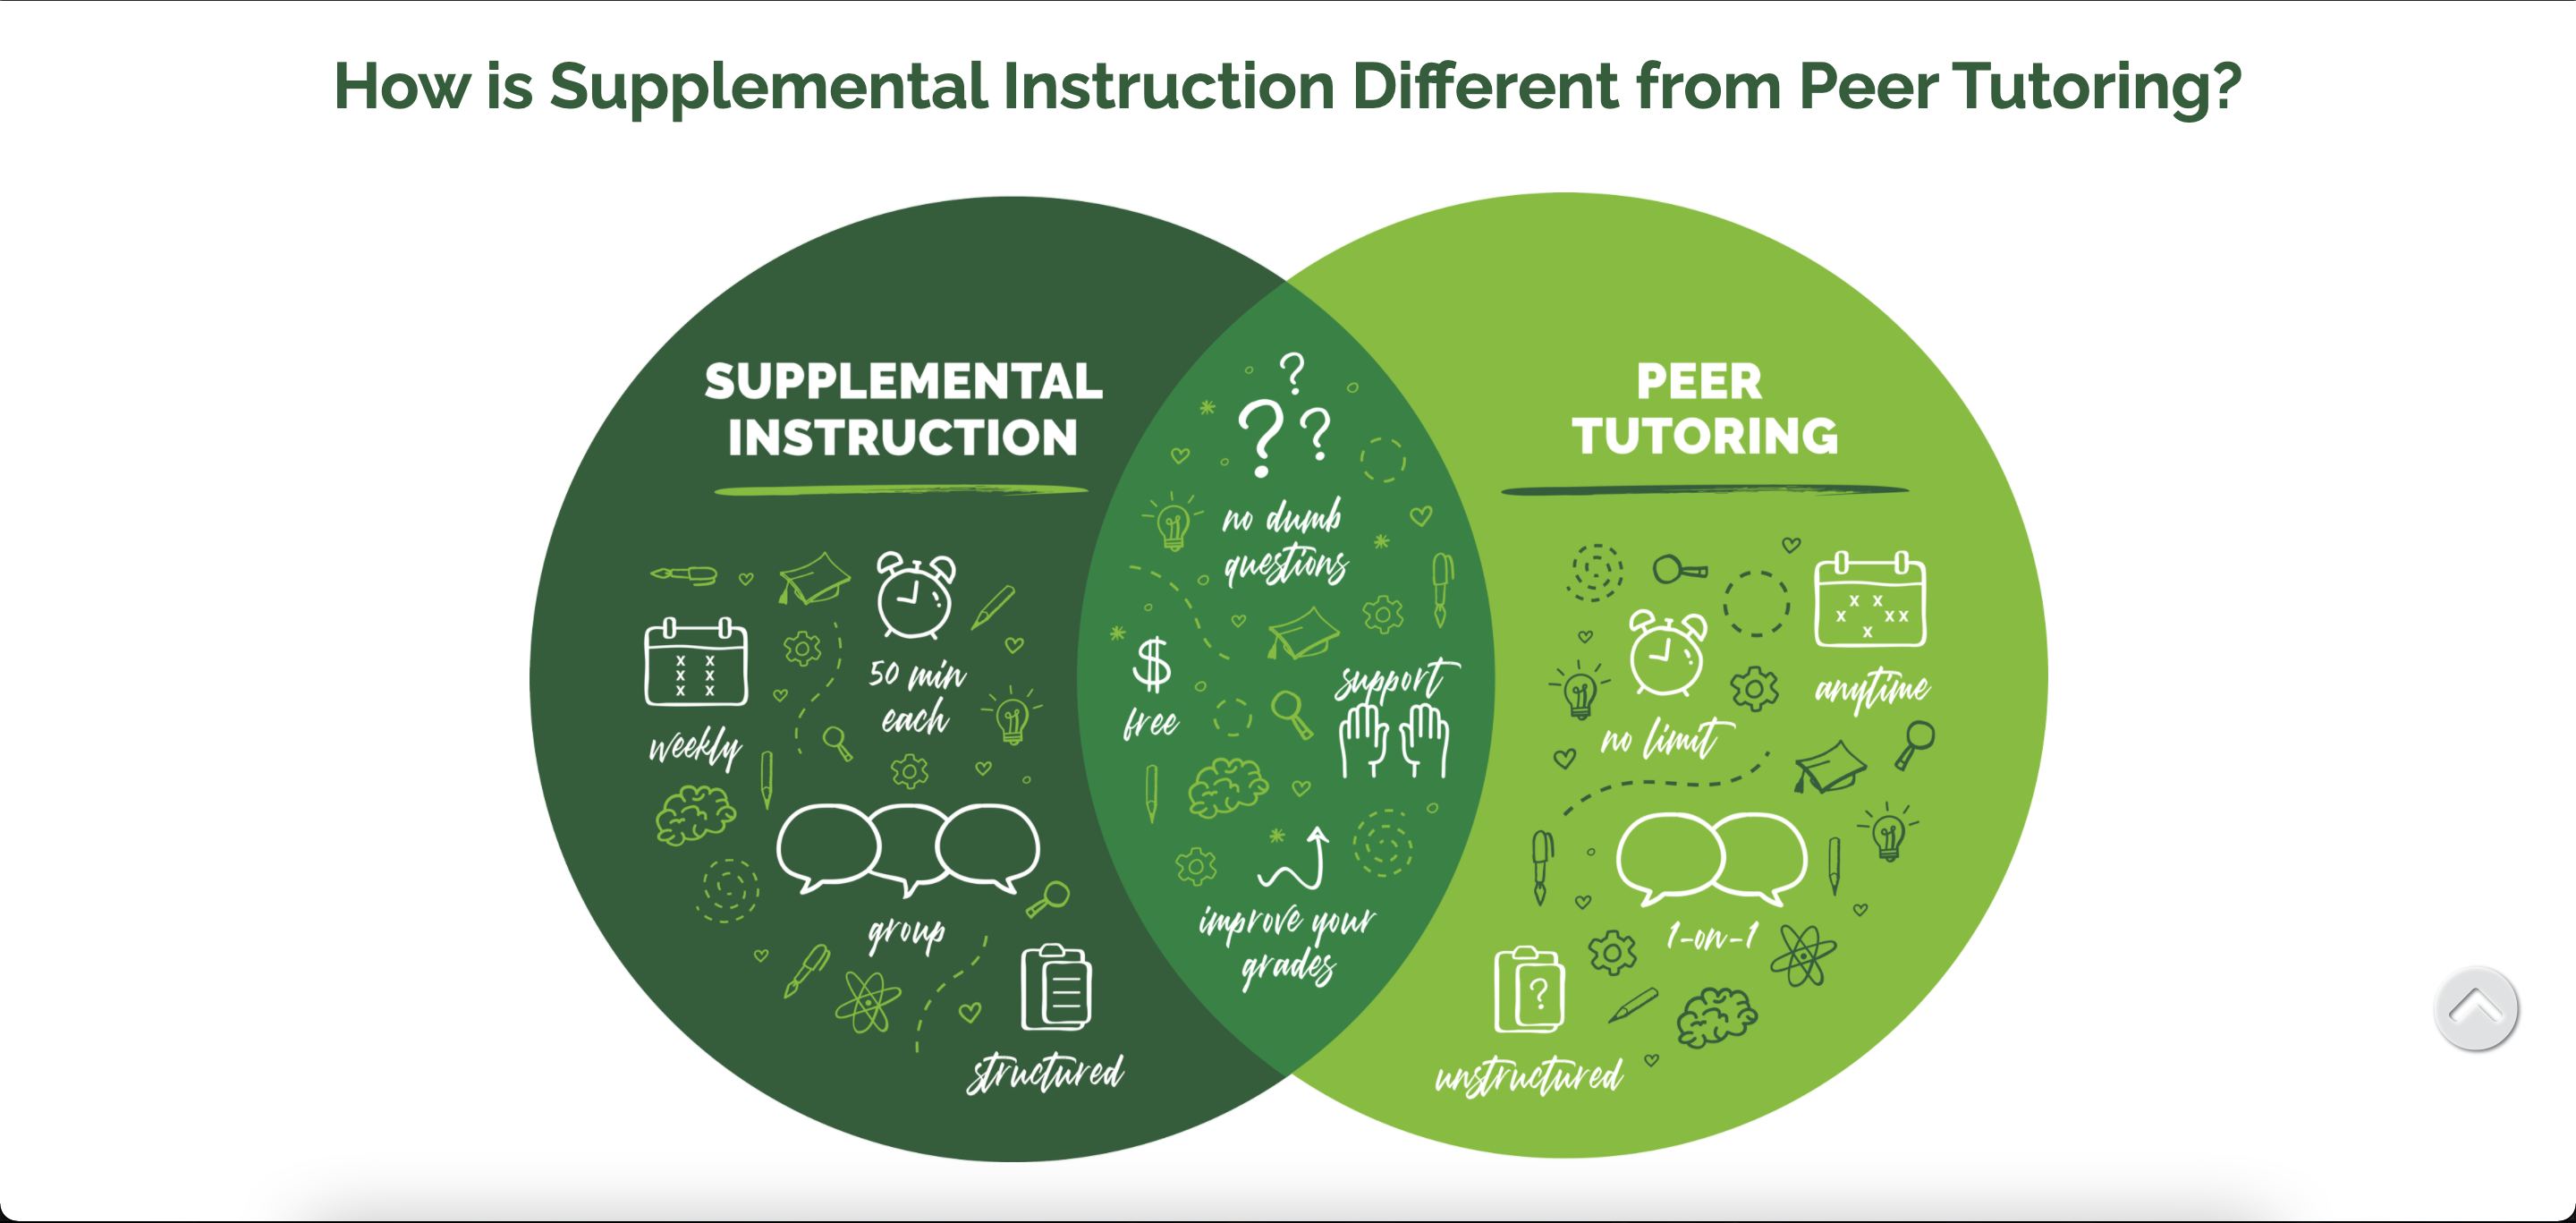 How is Supplemental Instruction Different from Peer Tutoring?
SUPPLEMENTAL
INSTRUCTION
weekly
50 min
each
group
structured
? ? ?
no dumb
questions
$
free
support
improve your
grades
PEER
TUTORING
no limit
anytime
1-on-1
?
unstructured